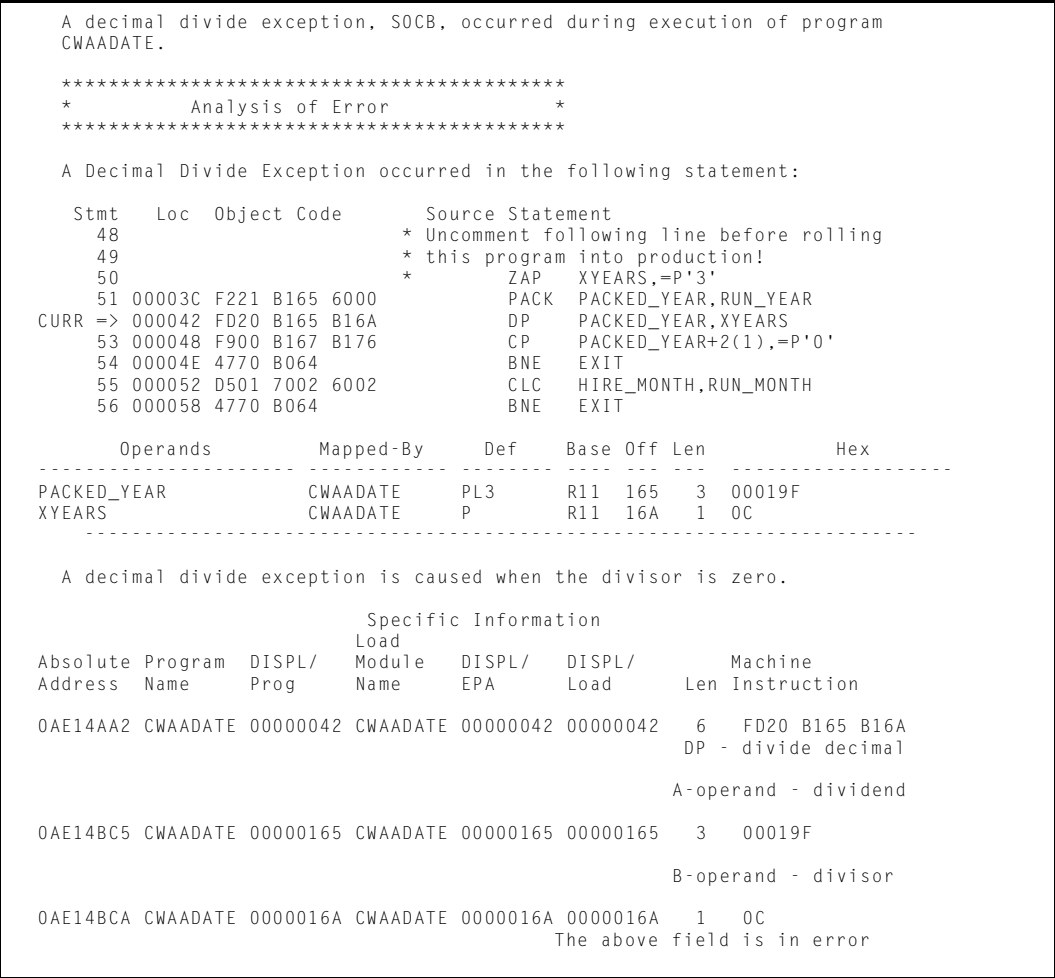 A decimal divide exception, SOCB, occurred during execution of program
CWAADATE.
*******************************************
*          Analysis of Error              *
*******************************************
A Decimal Divide Exception occurred in the following statement:
Stmt   Loc  Object Code       Source Statement
48                        * Uncomment following line before rolling
49                        * this program into production!
50                        *        ZAP   XYEARS,=P'3'
51 00003C F221 B165 6000           PACK  PACKED_YEAR,RUN_YEAR
CURR => 000042 FD20 B165 B16A           DP    PACKED_YEAR,XYEARS
53 000048 F900 B167 B176           CP    PACKED_YEAR+2(1),=P'0'
54 00004E 4770 B064                BNE   EXIT
55 000052 D501 7002 6002           CLC   HIRE_MONTH,RUN_MONTH
56 000058 4770 B064                BNE   EXIT
Operands         Mapped-By     Def    Base Off Len          Hex
---------------------- ------------ -------- ---- --- ---  -------------------
PACKED_YEAR            CWAADATE     PL3      R11  165   3  00019F
XYEARS                 CWAADATE     P        R11  16A   1  0C
-----------------------------------------------------------------------
A decimal divide exception is caused when the divisor is zero.
Specific Information
Load
Absolute Program  DISPL/   Module   DISPL/   DISPL/       Machine
Address  Name     Prog     Name     EPA      Load     Len Instruction
0AE14AA2 CWAADATE 00000042 CWAADATE 00000042 00000042   6   FD20 B165 B16A
DP - divide decimal
A-operand - dividend
0AE14BC5 CWAADATE 00000165 CWAADATE 00000165 00000165   3   00019F
B-operand - divisor
0AE14BCA CWAADATE 0000016A CWAADATE 0000016A 0000016A   1   0C
The above field is in error